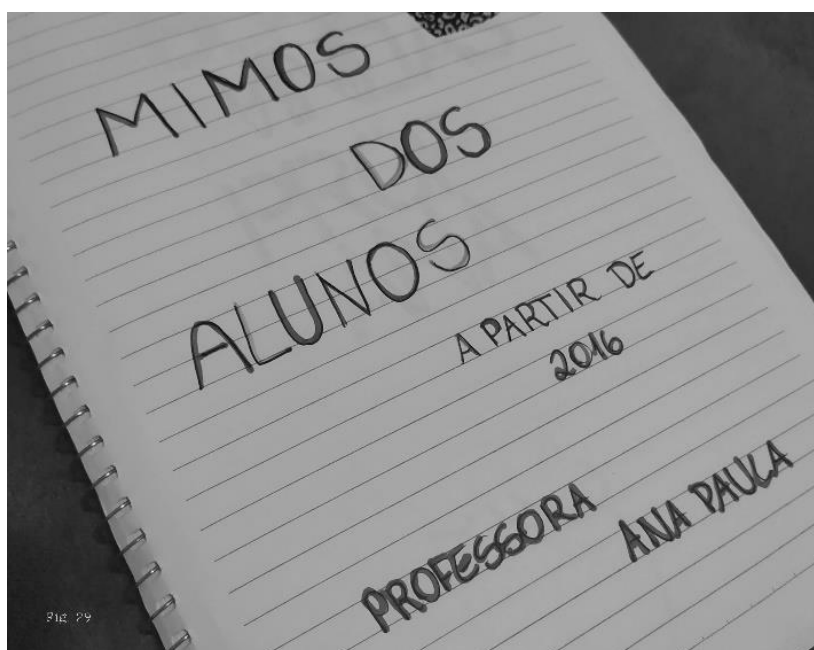 MIMOS
DOS
ALUNOS
A PARTIR DE
2016
PROFESSORA
ANA PAULA
Fig 29